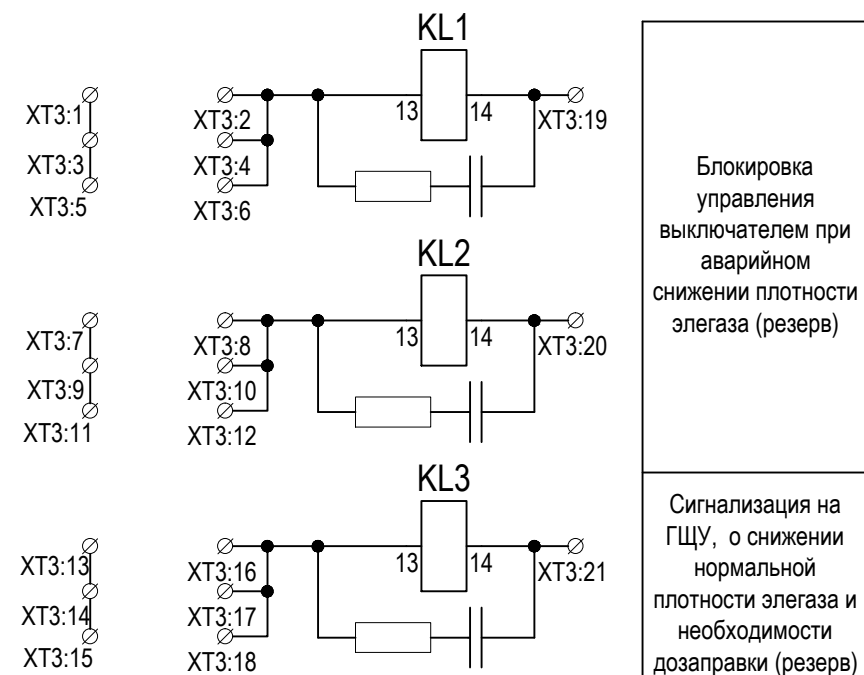 KL1
XT3:1
XT3:2
13
14
XT3:19
XT3:3
XT3:4
XT3:5
XT3:6
Блокировка
управления
выключателем при
аварийном
снижении плотности
элегаза (резерв)
KL2
XT3:7
XT3:8
13
14
XT3:20
XT3:9
XT3:10
XT3:11
XT3:12
KL3
XT3:13
XT3:16
13
14
XT3:21
XT3:14
XT3:17
XT3:15
XT3:18
Сигнализация на
ГЩУ, о снижении
нормальной
плотности элегаза и
необходимости
дозаправки (резерв)